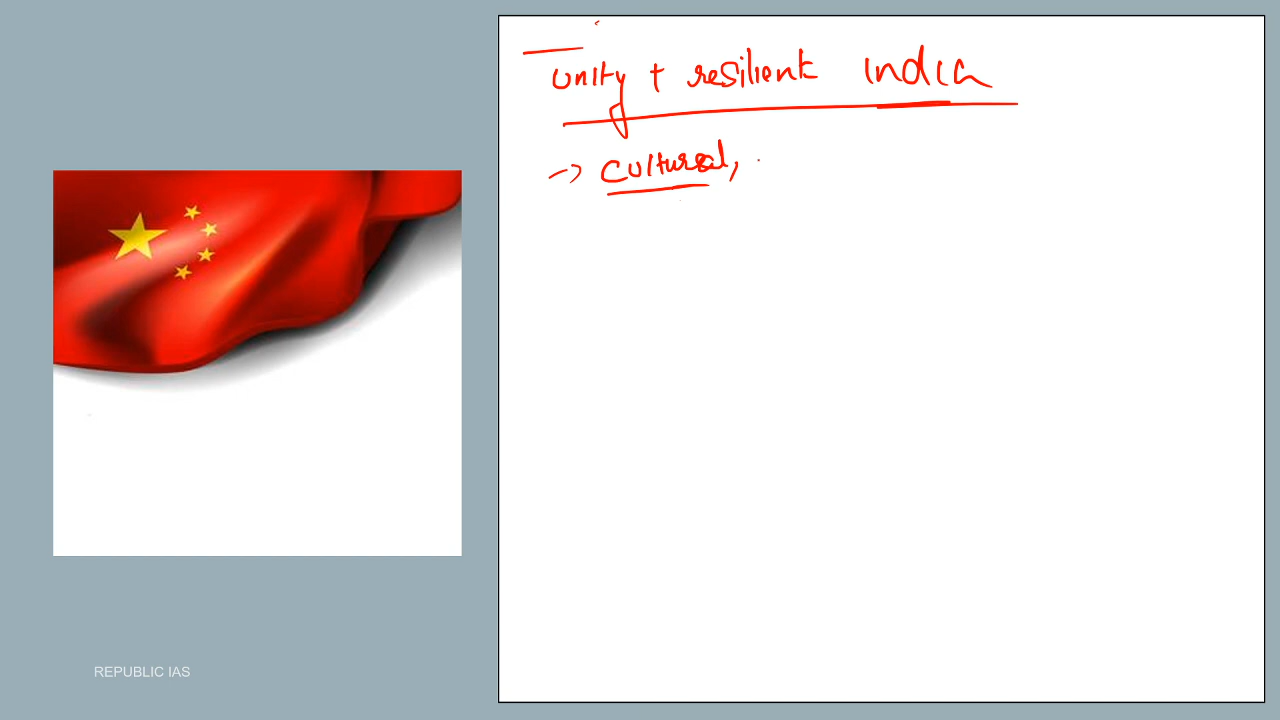 unity + resilient India
-> cultural,
REPUBLIC IAS